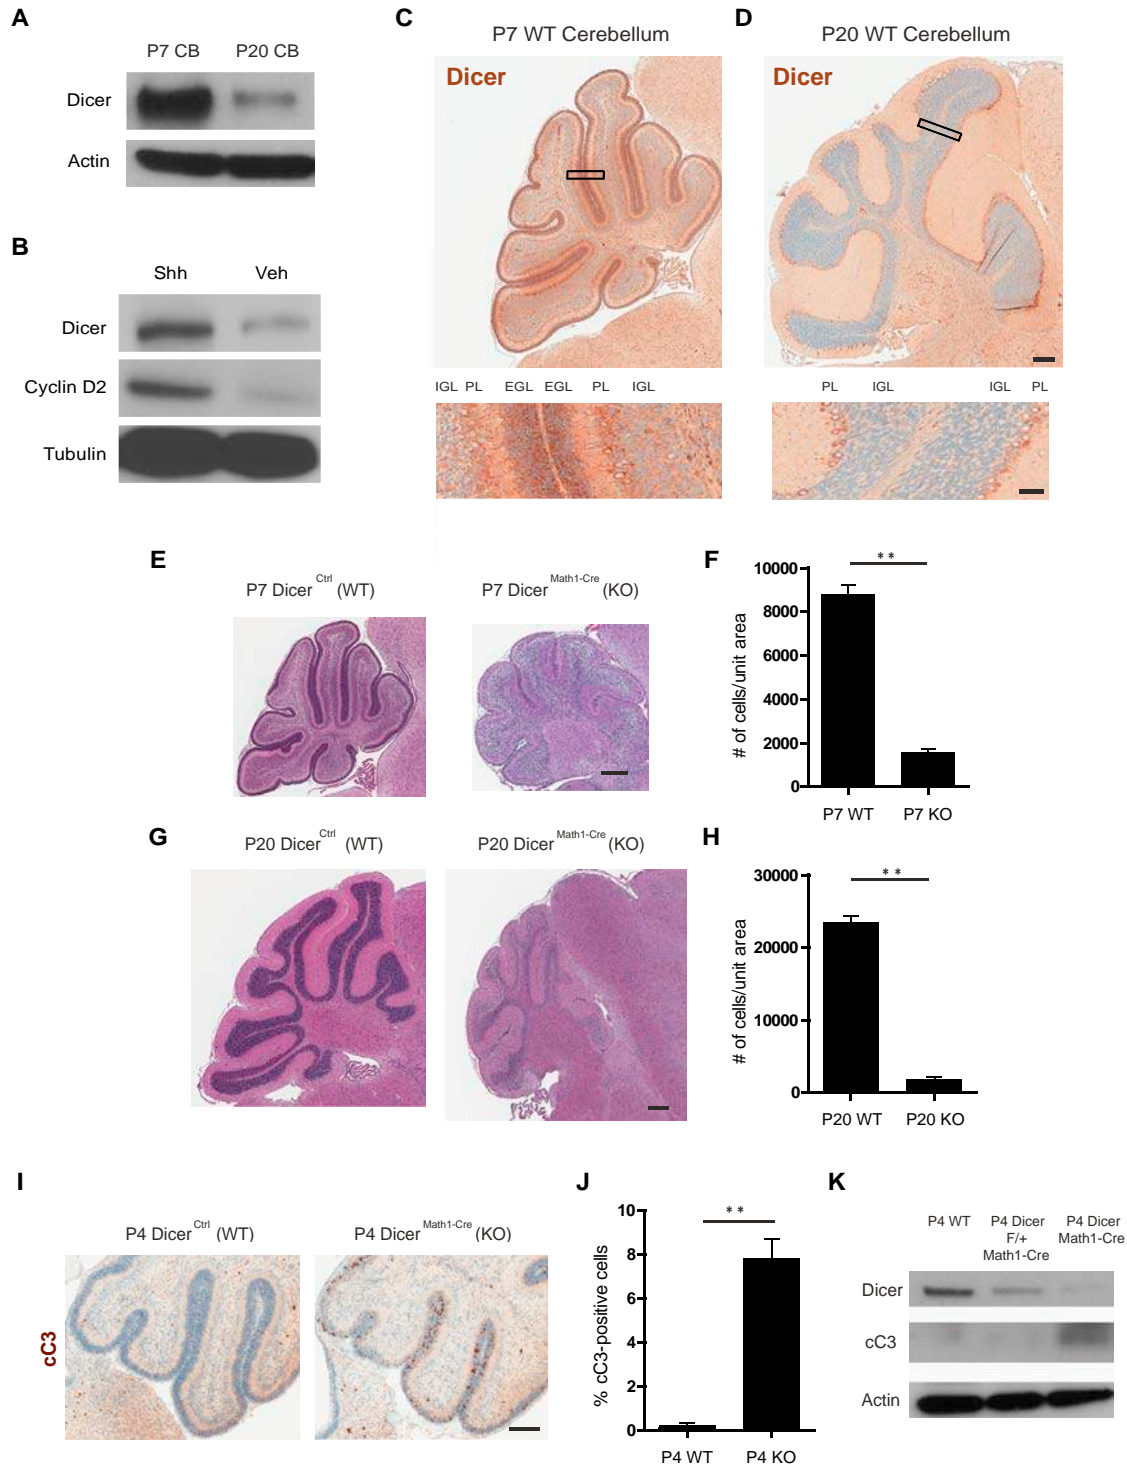 A
P7 CB P20 CB
Dicer
Actin
B
Shh Veh
Dicer
Cyclin D2
Tubulin
C
P7 WT Cerebellum
Dicer
IGL PL EGL EGL PL IGL
D
P20 WT Cerebellum
Dicer
PL IGL IGL PL
E
P7 Dicer Ctrl (WT)
P7 Dicer Math1-Cre (KO)
F
**
# of cells/unit area
10000
8000
6000
4000
2000
0
P7 WT P7 KO
G
P20 Dicer Ctrl (WT)
P20 Dicer Math1-Cre (KO)
H
**
# of cells/unit area
30000
20000
10000
0
P20 WT P20 KO
I
P4 Dicer Ctrl (WT)
P4 Dicer Math1-Cre (KO)
cC3
J
**
% cC3-positive cells
10
8
6
4
2
0
P4 WT P4 KO
K
P4 WT
P4 Dicer
F/+
Math1-Cre
P4 Dicer
Math1-Cre
Dicer
cC3
Actin